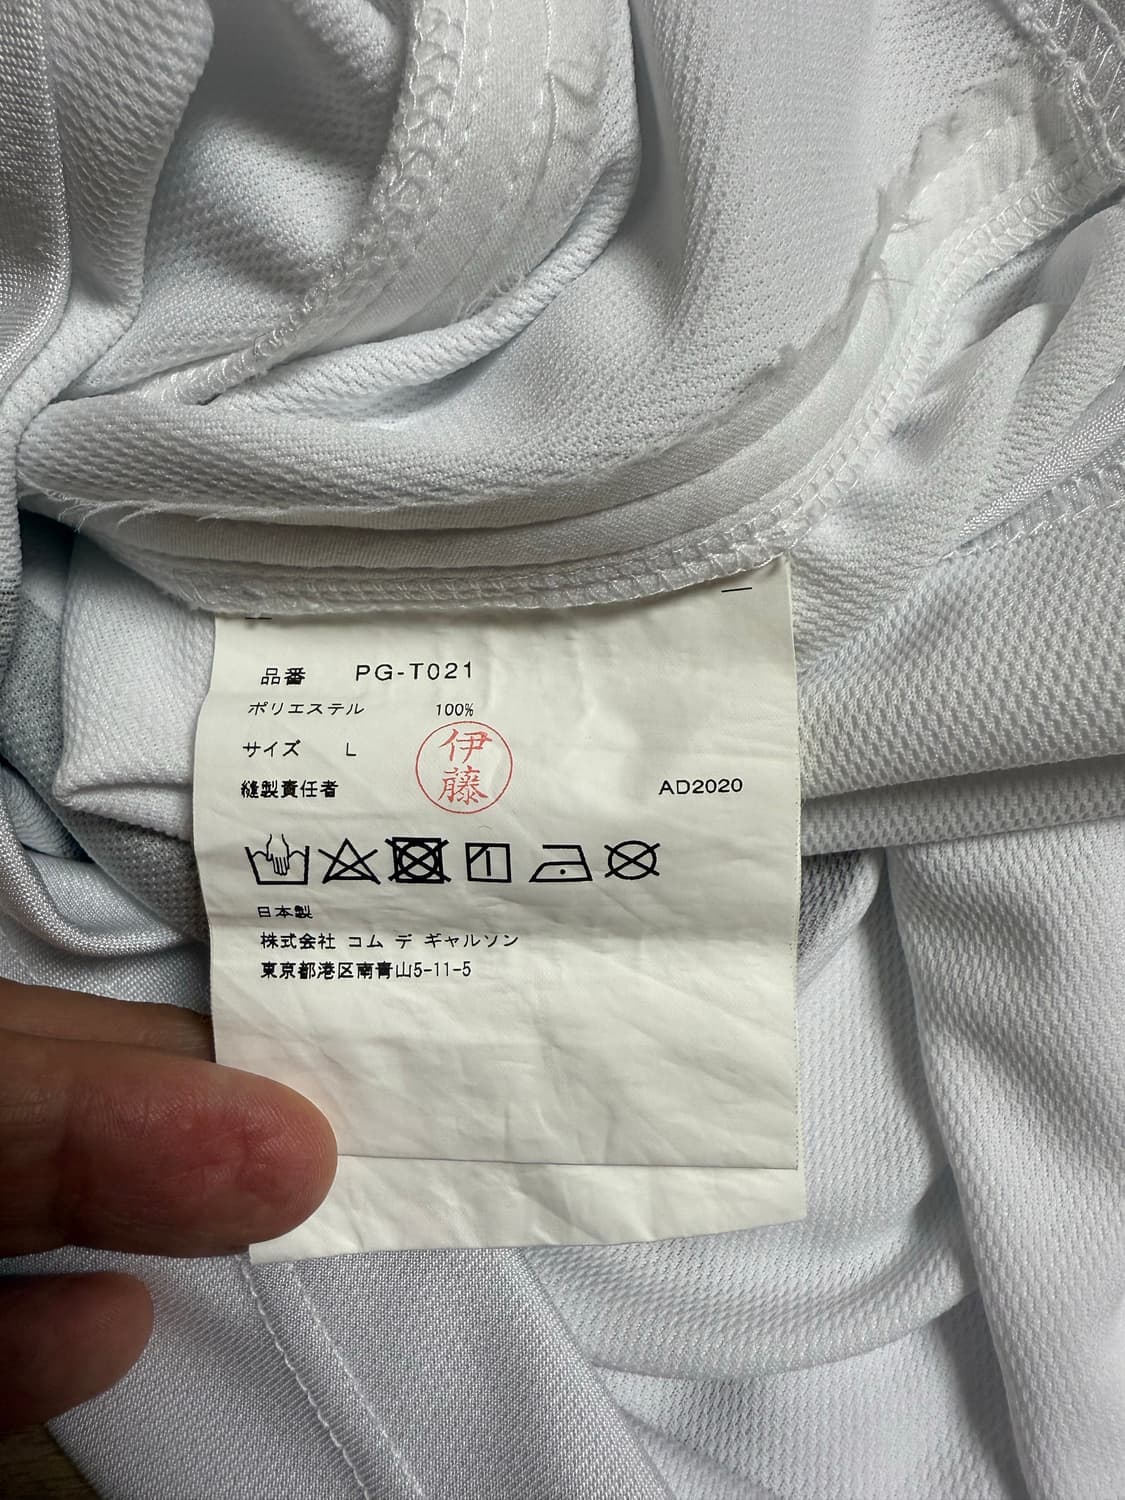 品番 PG-T021
ポリエステル 100%
サイズ L
伊藤
縫製責任者 AD2020
日本製
株式会社 コム デ ギャルソン
東京都港区南青山5-11-5